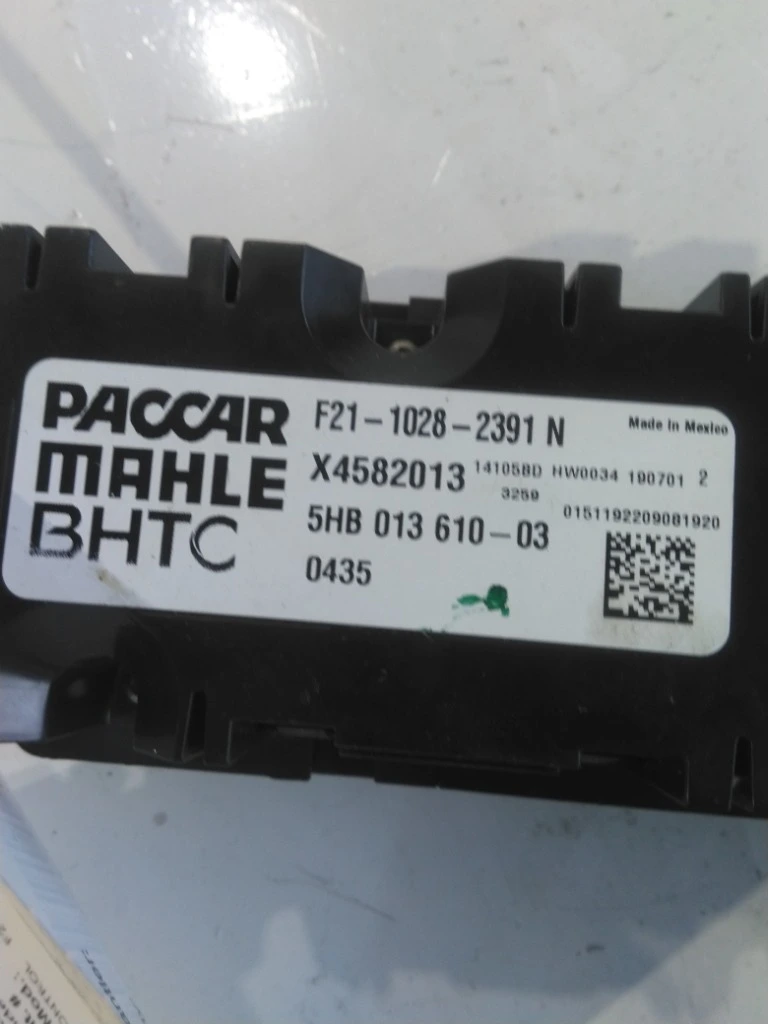 PACCAR F21-1028-2391 N Made in Mexico
MAHLE X4582013 141058D HW0034 190701 2
3259
BHTC 5HB 013 610-03 0151192209081920
0435